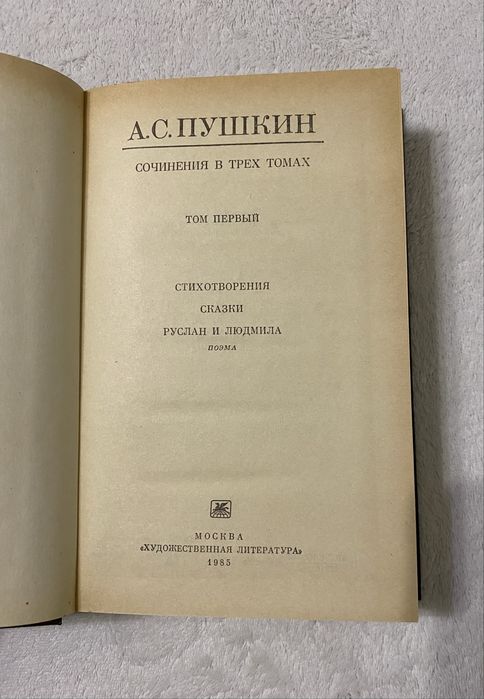 А.С.ПУШКИН
СОЧИНЕНИЯ В ТРЕХ ТОМАХ
ТОМ ПЕРВЫЙ
СТИХОТВОРЕНИЯ
СКАЗКИ
РУСЛАН И ЛЮДМИЛА
ПОЭМА
МОСКВА
«ХУДОЖЕСТВЕННАЯ ЛИТЕРАТУРА»
1985